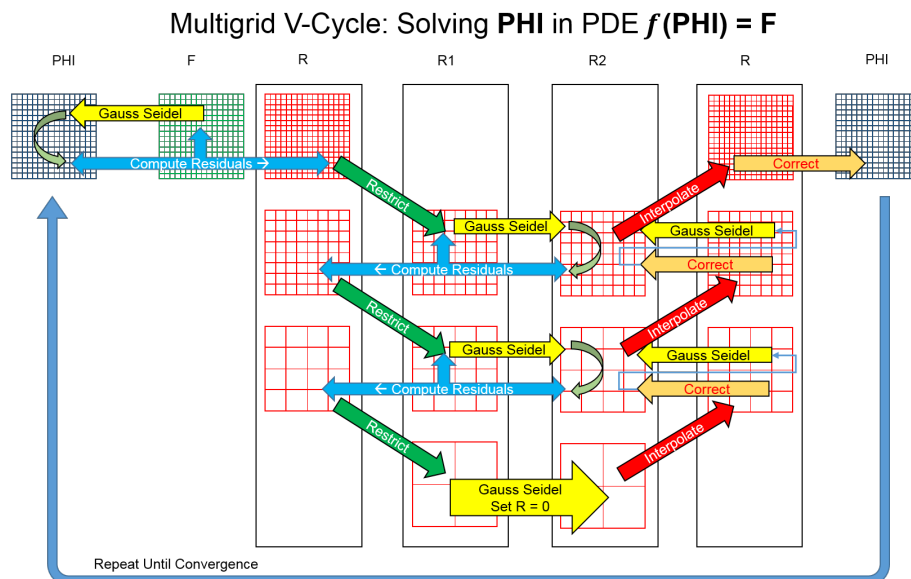 Multigrid V-Cycle: Solving PHI in PDE f (PHI) = F
PHI
F
R
R1
R2
R
PHI
Gauss Seidel
Compute Residuals →
Correct
Restrict
Interpolate
Gauss Seidel
Gauss Seidel
← Compute Residuals
Correct
Restrict
Interpolate
Gauss Seidel
Gauss Seidel
← Compute Residuals
Correct
Restrict
Interpolate
Gauss Seidel
Set R = 0
Repeat Until Convergence